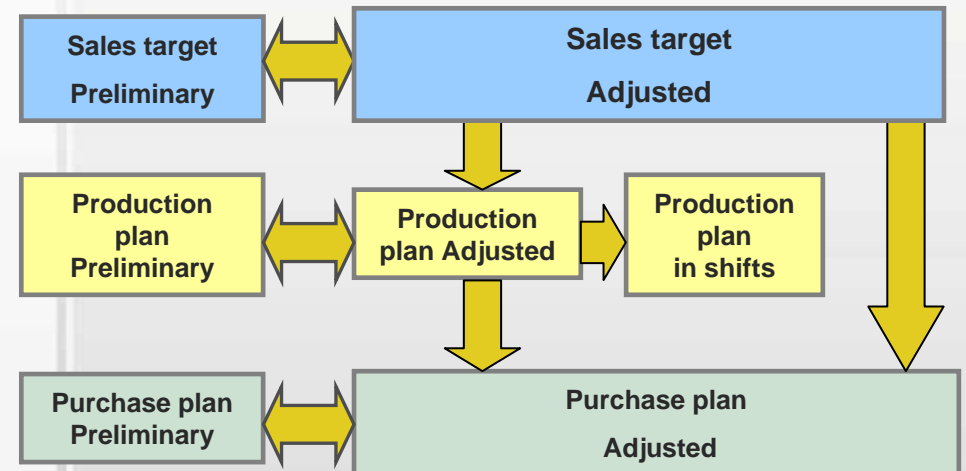 Sales target
Preliminary
Sales target
Adjusted
Production
plan
Preliminary
Production
plan Adjusted
Production
plan
in shifts
Purchase plan
Preliminary
Purchase plan
Adjusted